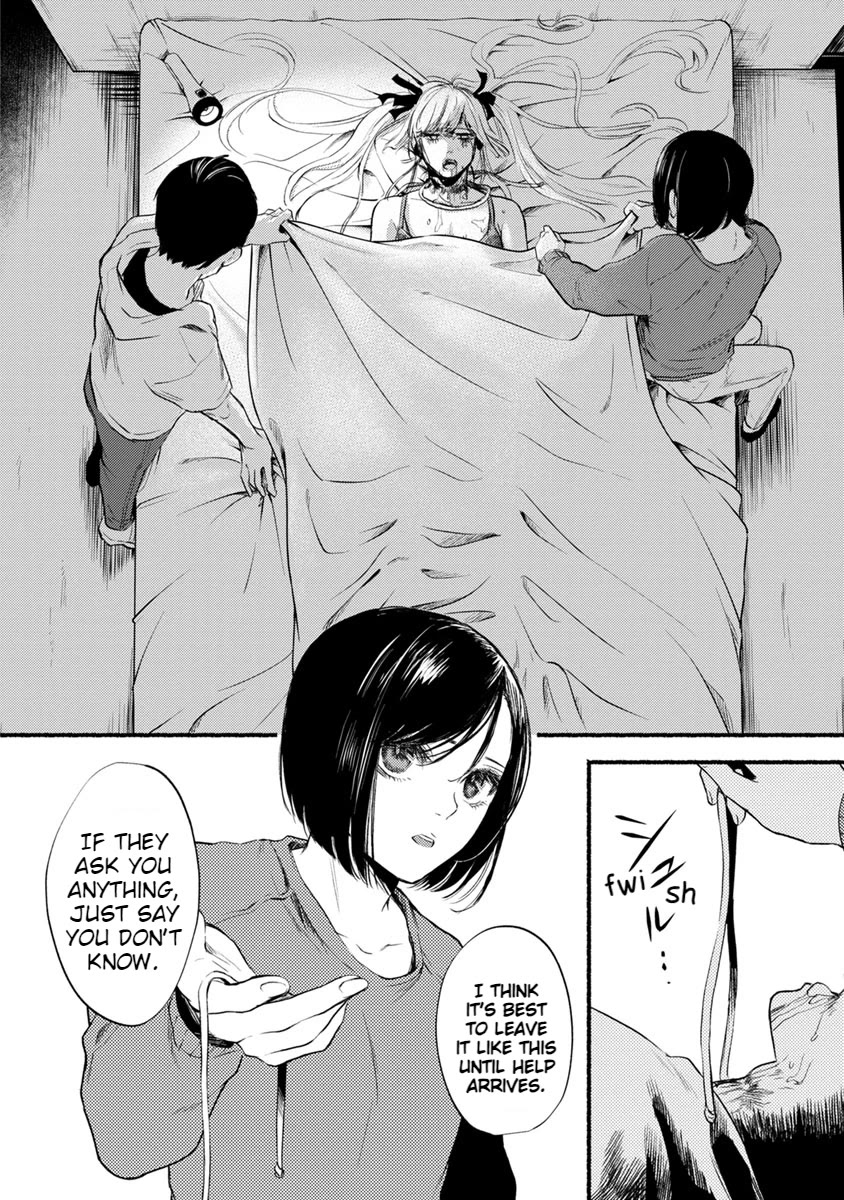 シュル…
fwi
sh
I THINK
IT'S BEST
TO LEAVE
IT LIKE THIS
UNTIL HELP
ARRIVES.
IF THEY
ASK YOU
ANYTHING,
JUST SAY
YOU DON'T
KNOW.